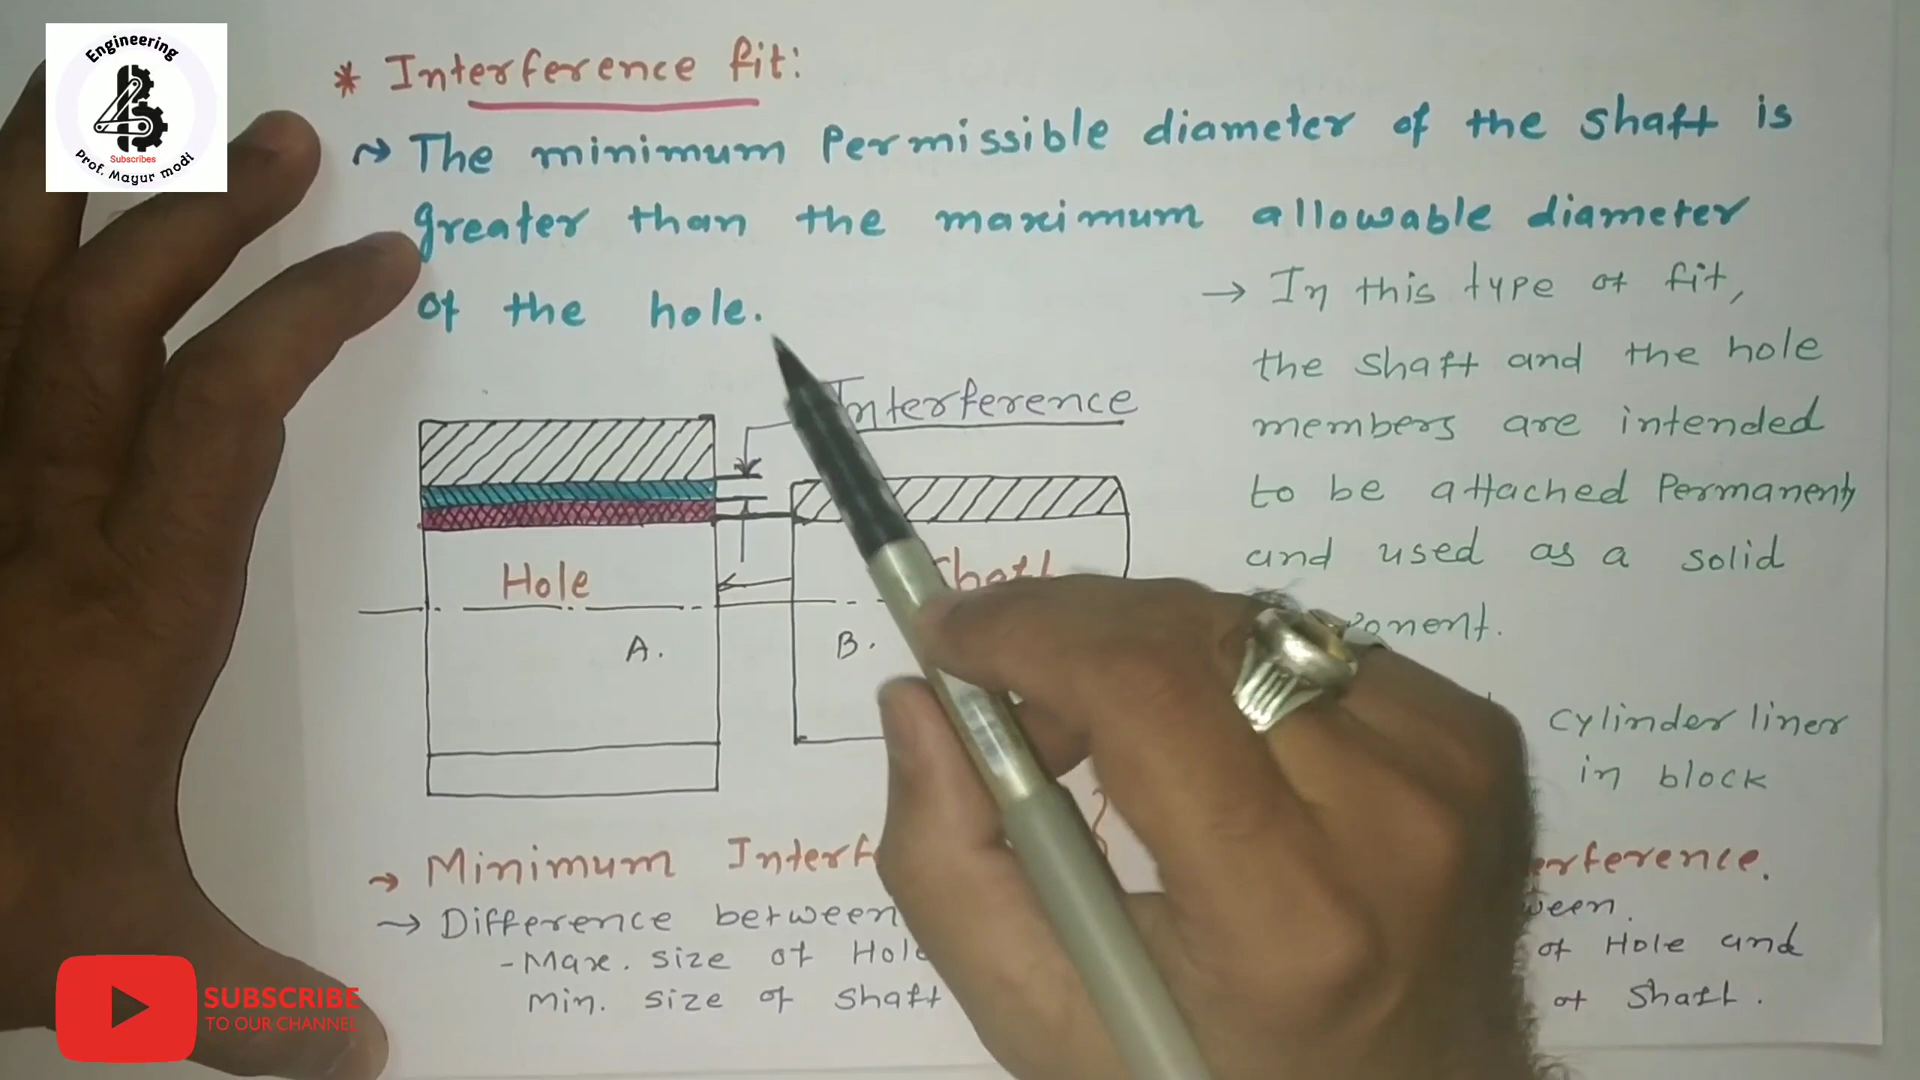 Engineering
Subscribes
Prof. Mayur modi
* Interference fit:
The minimum Permissible diameter of the shaft is
greater than the maximum allowable diameter
of the hole.
→ In this type of fit,
the shaft and the hole
members are intended
to be attached Permanently
and used as a solid
Interference
Hole
A.
B.
cylinder liner
in block
→ Minimum
→ Difference between
- Max. size of Hole
Min. size of shaft
of Hole and
of shaft.
SUBSCRIBE
TO OUR CHANNEL